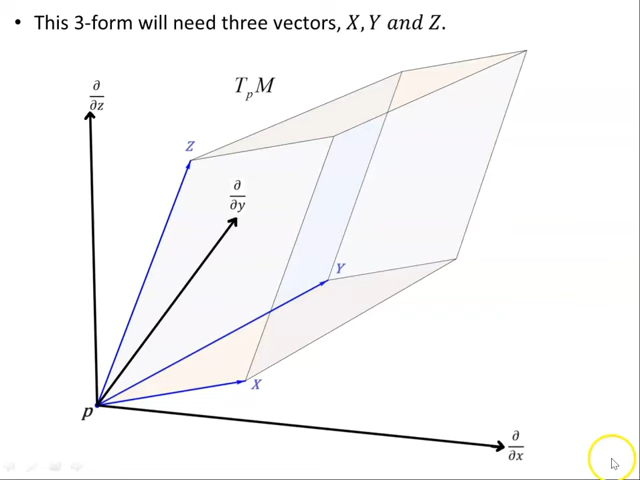 • This 3-form will need three vectors, X, Y and Z.
∂/∂z
TₚM
Z
∂/∂y
Y
X
p
∂/∂x